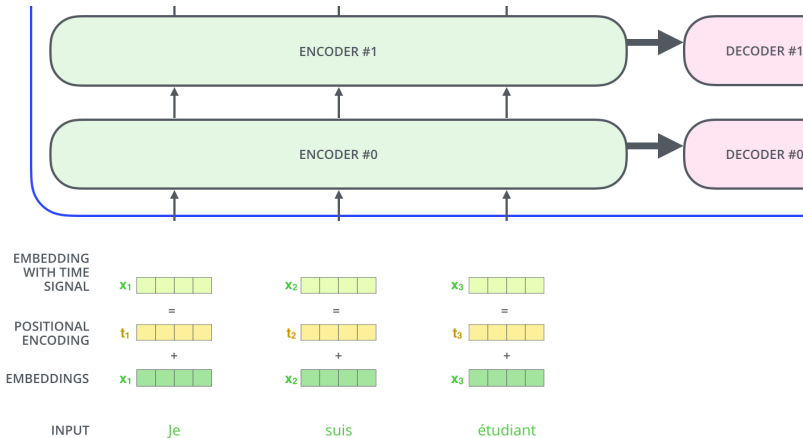 ENCODER #1
DECODER #1
ENCODER #0
DECODER #0
EMBEDDING
WITH TIME
SIGNAL
x₁
x₂
x₃
= = =
POSITIONAL
ENCODING
t₁
t₂
t₃
+ + +
EMBEDDINGS
x₁
x₂
x₃
INPUT
Je
suis
étudiant